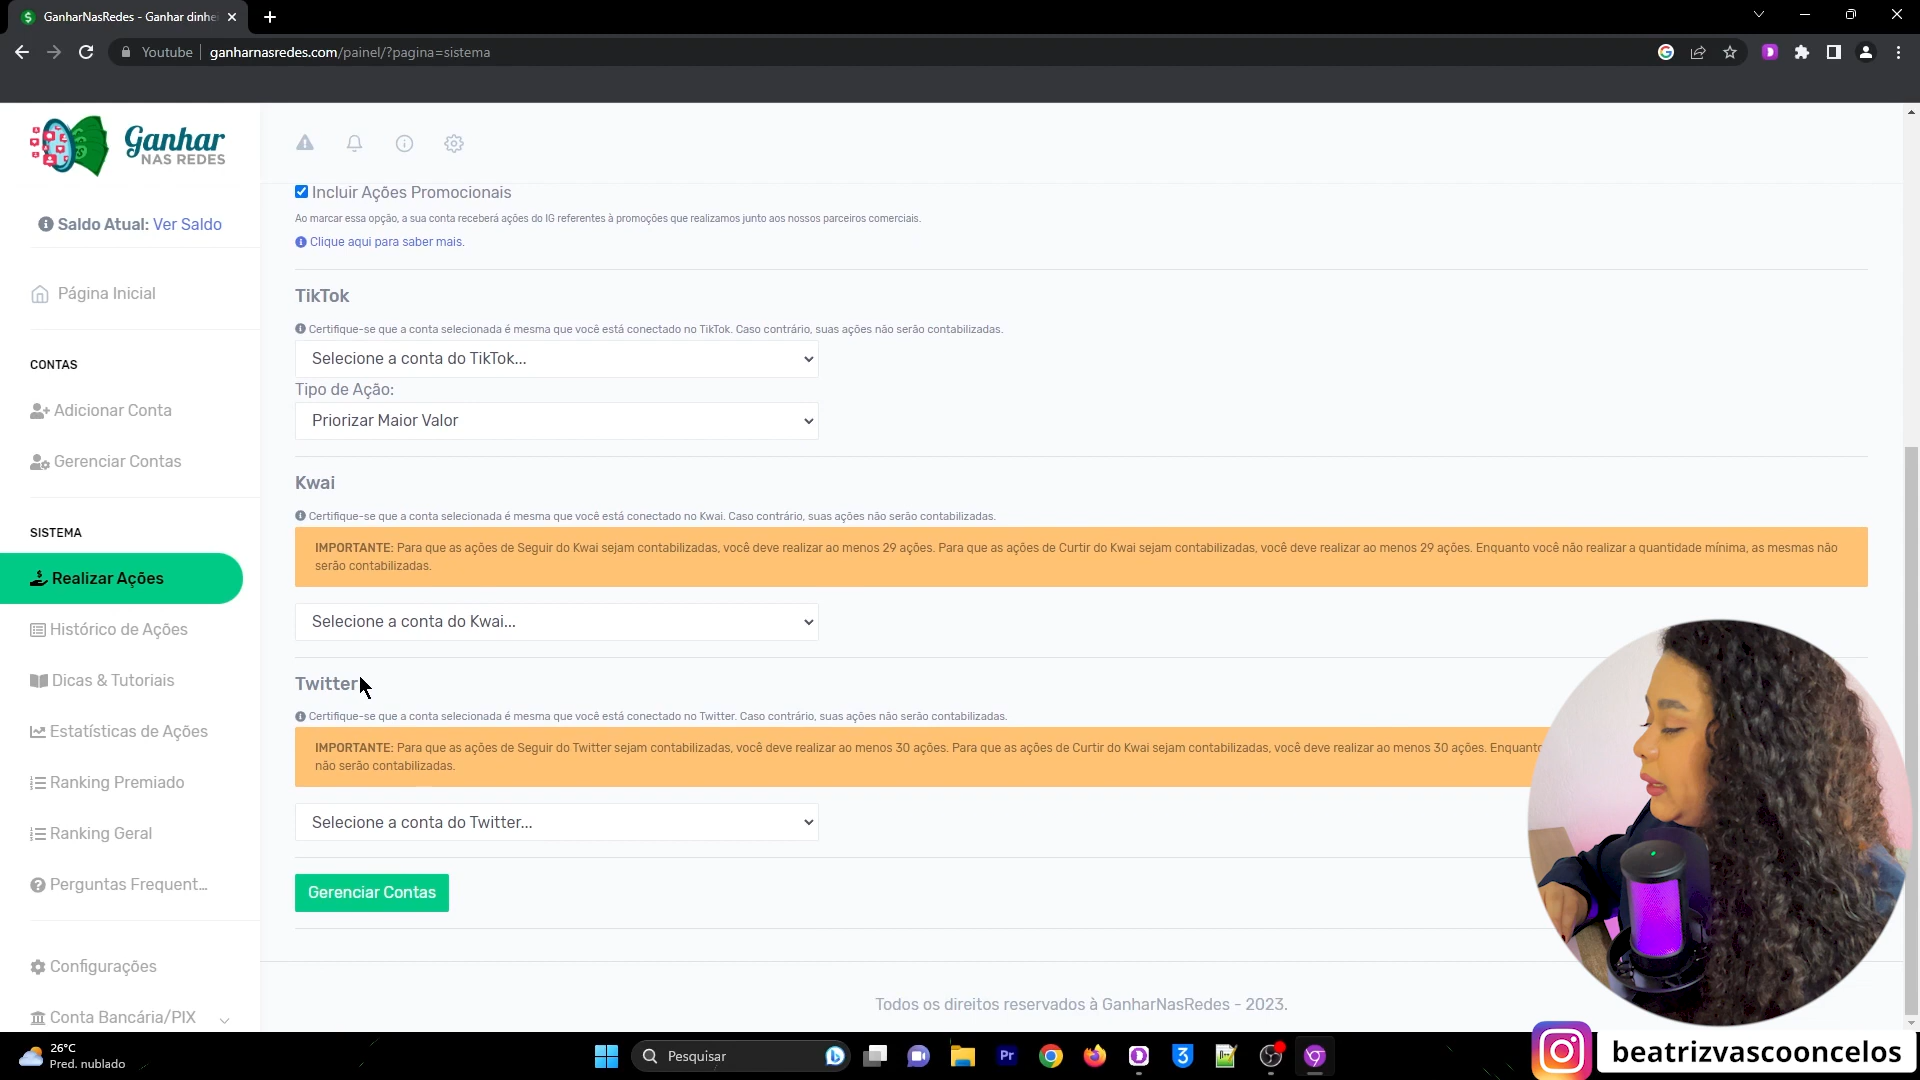 GanharNasRedes - Ganhar dinhe
Youtube
ganharnasredes.com/painel/?pagina=sistema
Ganhar
NAS REDES
Saldo Atual: Ver Saldo
Página Inicial
CONTAS
Adicionar Conta
Gerenciar Contas
SISTEMA
Realizar Ações
Histórico de Ações
Dicas & Tutoriais
Estatísticas de Ações
Ranking Premiado
Ranking Geral
Perguntas Frequent...
Configurações
Conta Bancária/PIX
Incluir Ações Promocionais
Ao marcar essa opção, a sua conta receberá ações do IG referentes à promoções que realizamos junto aos nossos parceiros comerciais.
Clique aqui para saber mais.
TikTok
Certifique-se que a conta selecionada é mesma que você está conectado no TikTok. Caso contrário, suas ações não serão contabilizadas.
Selecione a conta do TikTok...
Tipo de Ação:
Priorizar Maior Valor
Kwai
Certifique-se que a conta selecionada é mesma que você está conectado no Kwai. Caso contrário, suas ações não serão contabilizadas.
IMPORTANTE: Para que as ações de Seguir do Kwai sejam contabilizadas, você deve realizar ao menos 29 ações. Para que as ações de Curtir do Kwai sejam contabilizadas, você deve realizar ao menos 29 ações. Enquanto você não realizar a quantidade mínima, as mesmas não
serão contabilizadas.
Selecione a conta do Kwai...
Twitter
Certifique-se que a conta selecionada é mesma que você está conectado no Twitter. Caso contrário, suas ações não serão contabilizadas.
IMPORTANTE: Para que as ações de Seguir do Twitter sejam contabilizadas, você deve realizar ao menos 30 ações. Para que as ações de Curtir do Kwai sejam contabilizadas, você deve realizar ao menos 30 ações. Enquanto
não serão contabilizadas.
Selecione a conta do Twitter...
Gerenciar Contas
Todos os direitos reservados à GanharNasRedes - 2023.
26°C
Pred. nublado
Pesquisar
Pr
3
beatrizvascooncelos